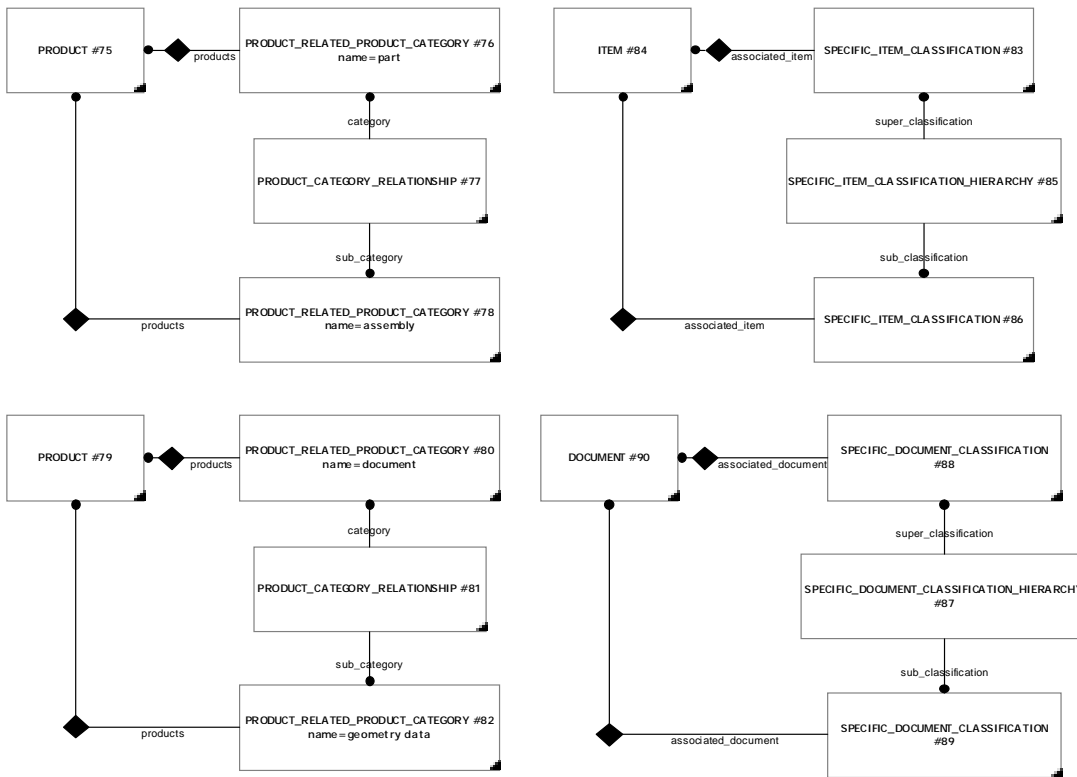 PRODUCT #75
products
PRODUCT_RELATED_PRODUCT_CATEGORY #76
name=part
category
PRODUCT_CATEGORY_RELATIONSHIP #77
sub_category
PRODUCT_RELATED_PRODUCT_CATEGORY #78
name=assembly
products
ITEM #84
associated_item
SPECIFIC_ITEM_CLASSIFICATION #83
super_classification
SPECIFIC_ITEM_CLASSIFICATION_HIERARCHY #85
sub_classification
SPECIFIC_ITEM_CLASSIFICATION #86
associated_item
PRODUCT #79
products
PRODUCT_RELATED_PRODUCT_CATEGORY #80
name=document
category
PRODUCT_CATEGORY_RELATIONSHIP #81
sub_category
PRODUCT_RELATED_PRODUCT_CATEGORY #82
name=geometry data
products
DOCUMENT #90
associated_document
SPECIFIC_DOCUMENT_CLASSIFICATION
#88
super_classification
SPECIFIC_DOCUMENT_CLASSIFICATION_HIERARCHY
#87
sub_classification
SPECIFIC_DOCUMENT_CLASSIFICATION
#89
associated_document